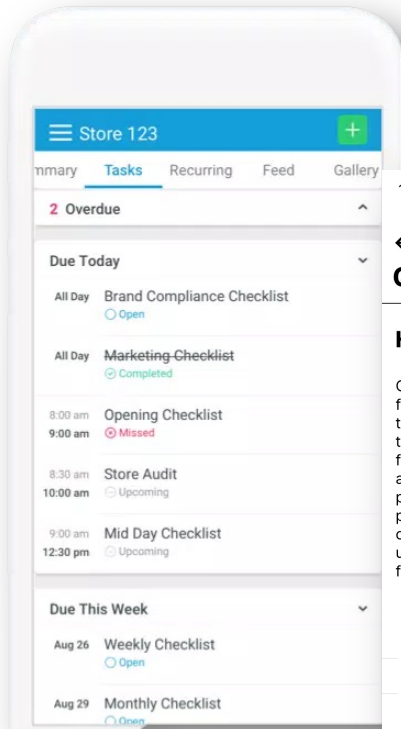 Store 123
mmary Tasks Recurring Feed Gallery
2 Overdue
Due Today
All Day Brand Compliance Checklist
Open
All Day Marketing Checklist
Completed
8:00 am Opening Checklist
9:00 am Missed
8:30 am Store Audit
10:00 am Upcoming
9:00 am Mid Day Checklist
12:30 pm Upcoming
Due This Week
Aug 26 Weekly Checklist
Open
Aug 29 Monthly Checklist
Open